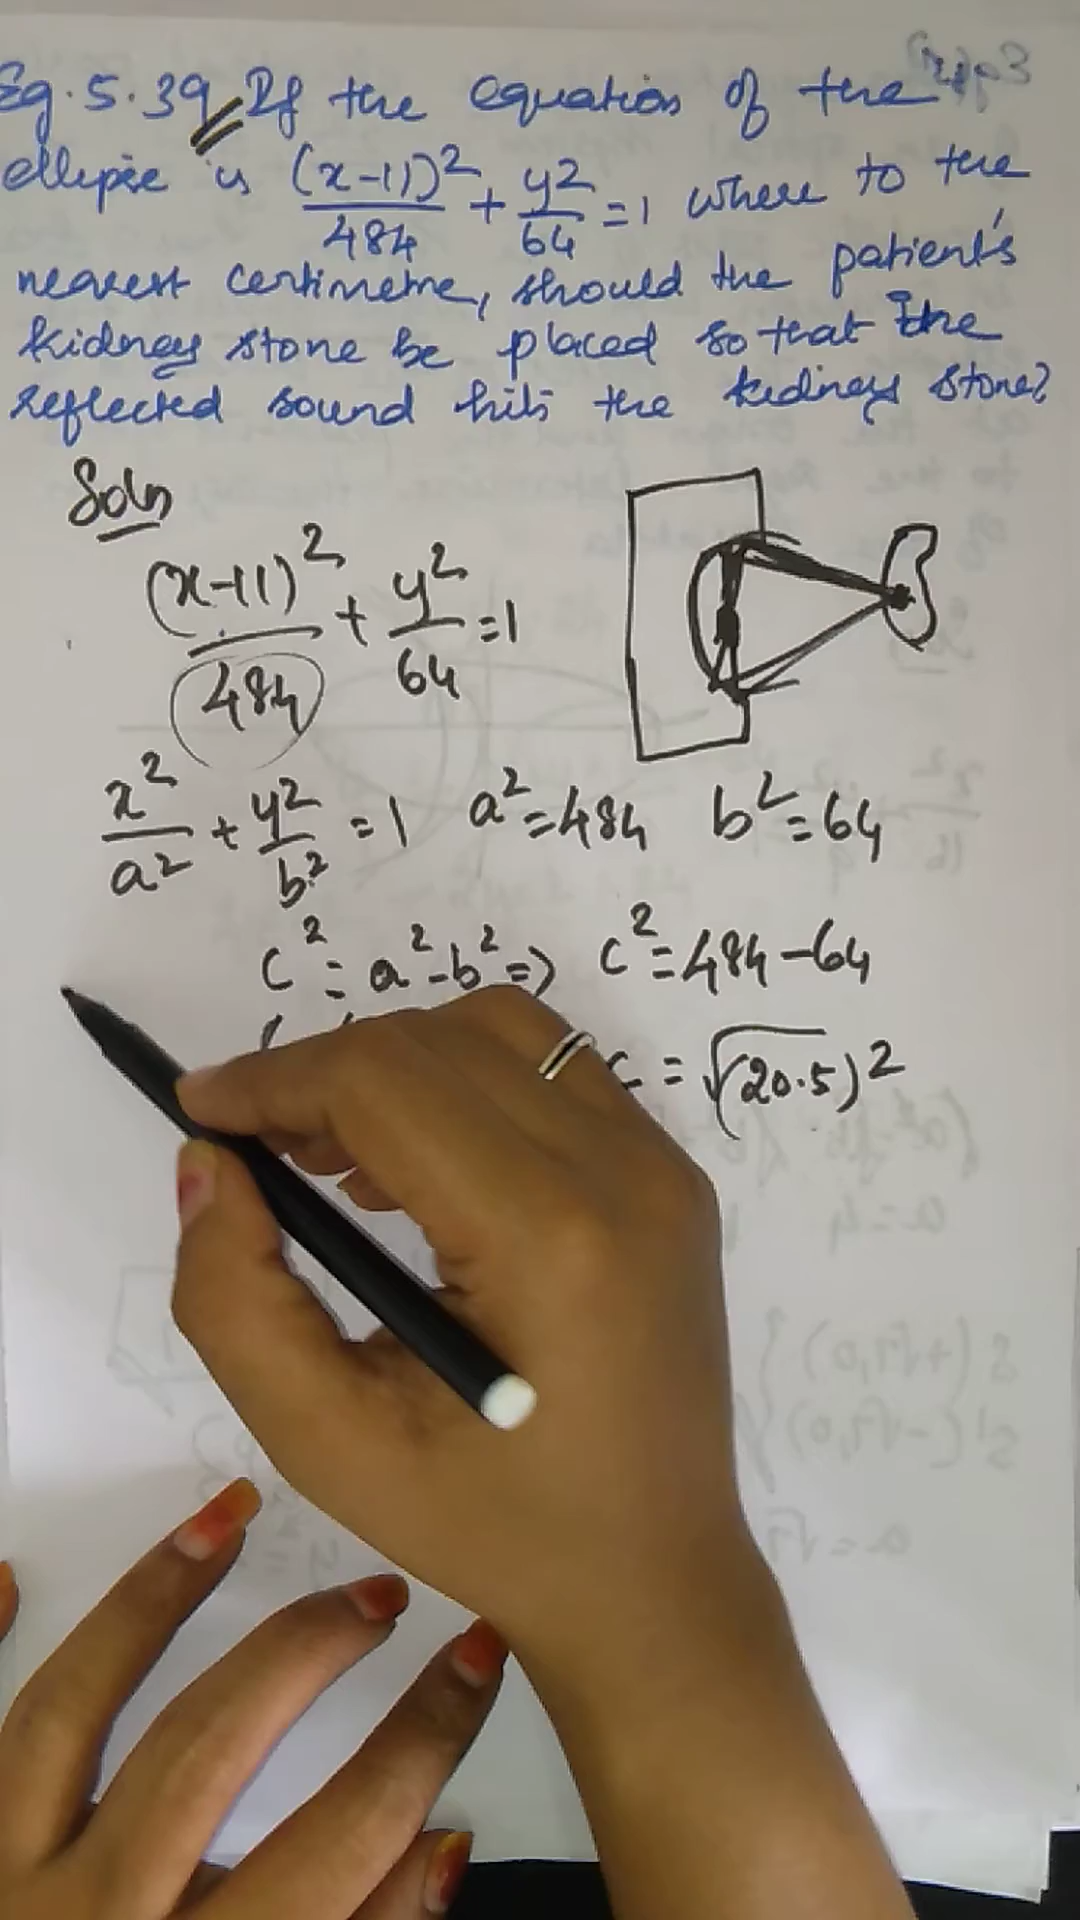 Eg. 5.39 If the equation of the
ellipse is (x-11)²/484 + y²/64 = 1 where to the
nearest centimetre, should the patient's
kidney stone be placed so that the
reflected sound hits the kidney stone?
Soln
(x-11)²/484 + y²/64 = 1
x²/a² + y²/b² = 1 a² = 484 b² = 64
c² = a² - b² => c² = 484 - 64
c = √(20.5)²